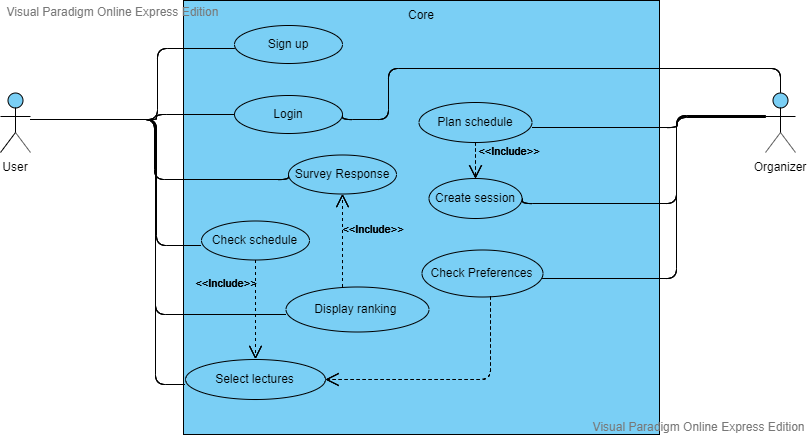 Visual Paradigm Online Express Edition
Core
Sign up
Login
Plan schedule
<<Include>>
User
Organizer
Survey Response
Create session
<<Include>>
Check schedule
Check Preferences
<<Include>>
Display ranking
Select lectures
Visual Paradigm Online Express Edition